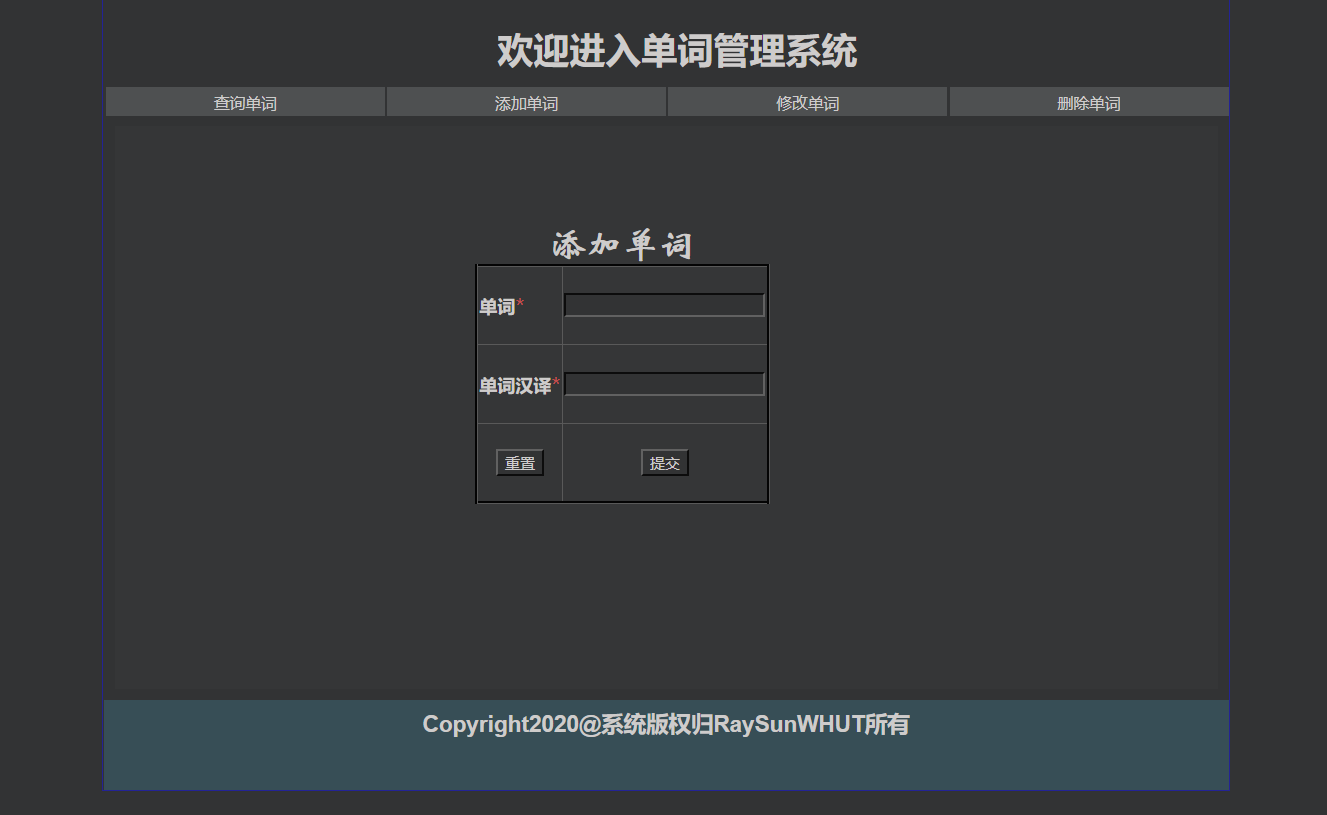 欢迎进入单词管理系统
查询单词 添加单词 修改单词 删除单词
添加单词
单词*
单词汉译*
重置 提交
Copyright2020@系统版权归RaySunWHUT所有